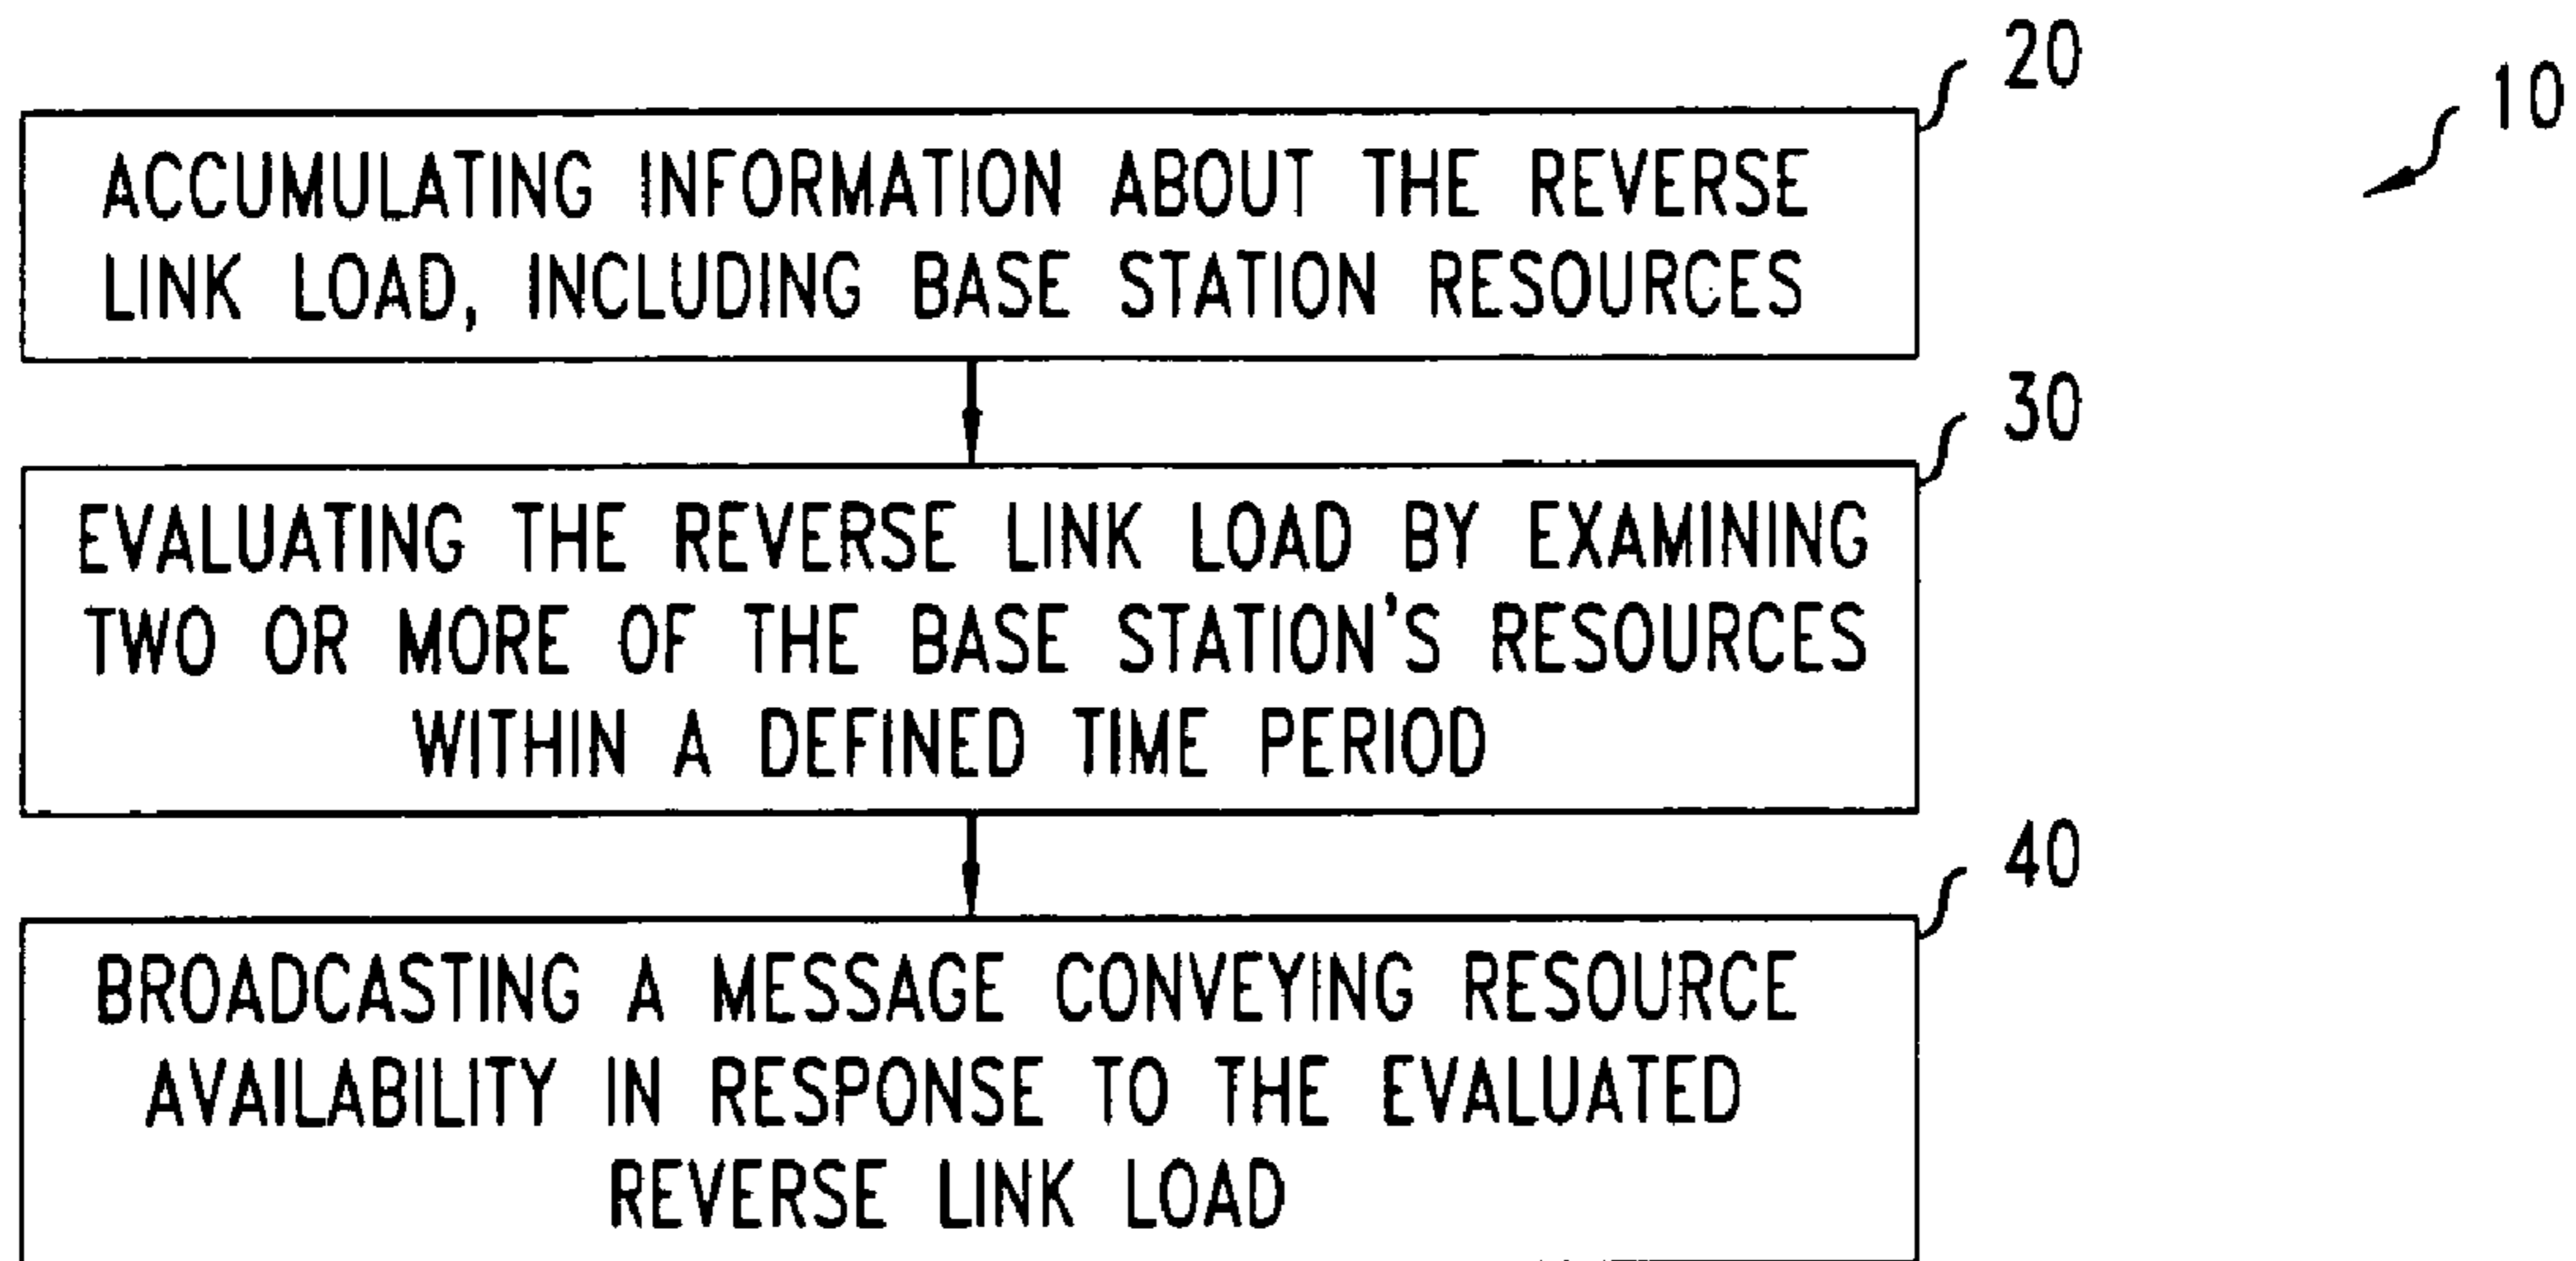 20
10
ACCUMULATING INFORMATION ABOUT THE REVERSE
LINK LOAD, INCLUDING BASE STATION RESOURCES
30
EVALUATING THE REVERSE LINK LOAD BY EXAMINING
TWO OR MORE OF THE BASE STATION'S RESOURCES
WITHIN A DEFINED TIME PERIOD
40
BROADCASTING A MESSAGE CONVEYING RESOURCE
AVAILABILITY IN RESPONSE TO THE EVALUATED
REVERSE LINK LOAD